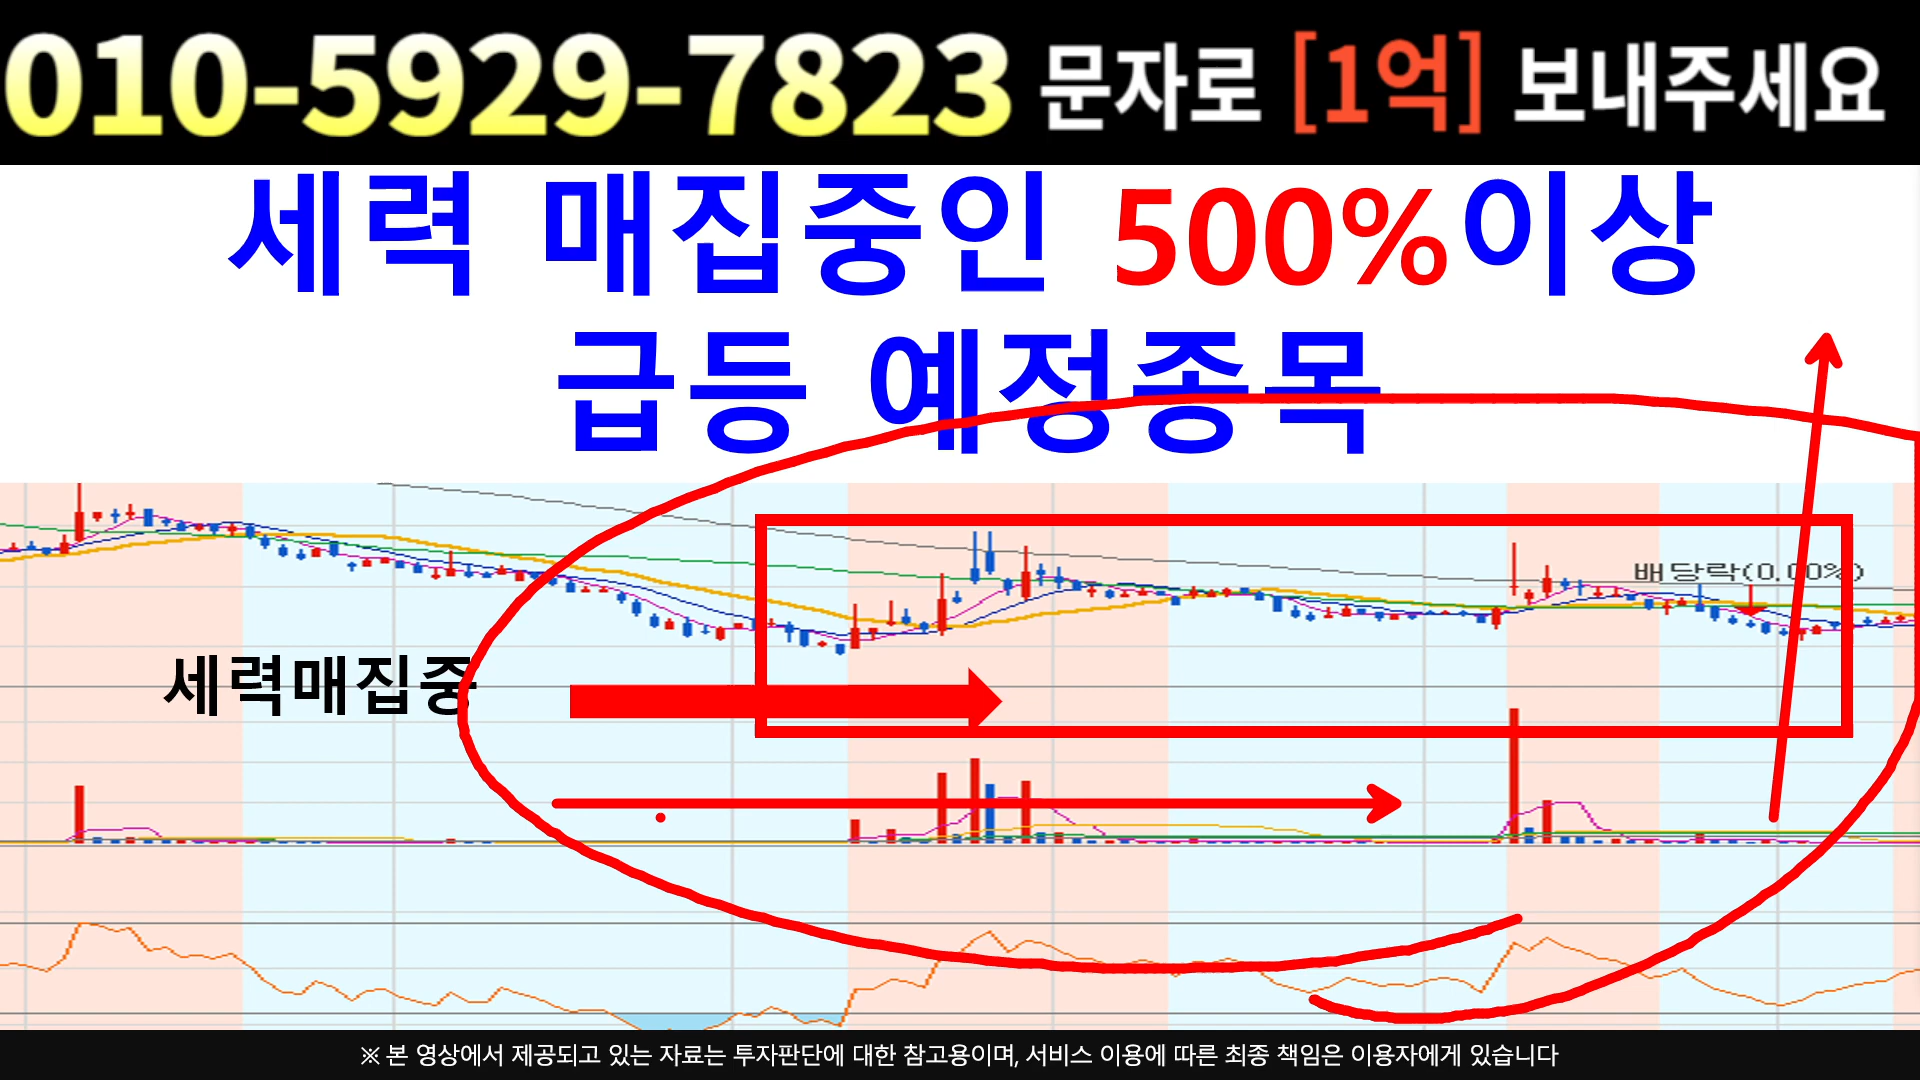 010-5929-7823 문자로 [1억] 보내주세요
세력 매집중인 500%이상
급등 예정종목
배당락(0.00%)
세력매집중
※ 본 영상에서 제공되고 있는 자료는 투자판단에 대한 참고용이며, 서비스 이용에 따른 최종 책임은 이용자에게 있습니다